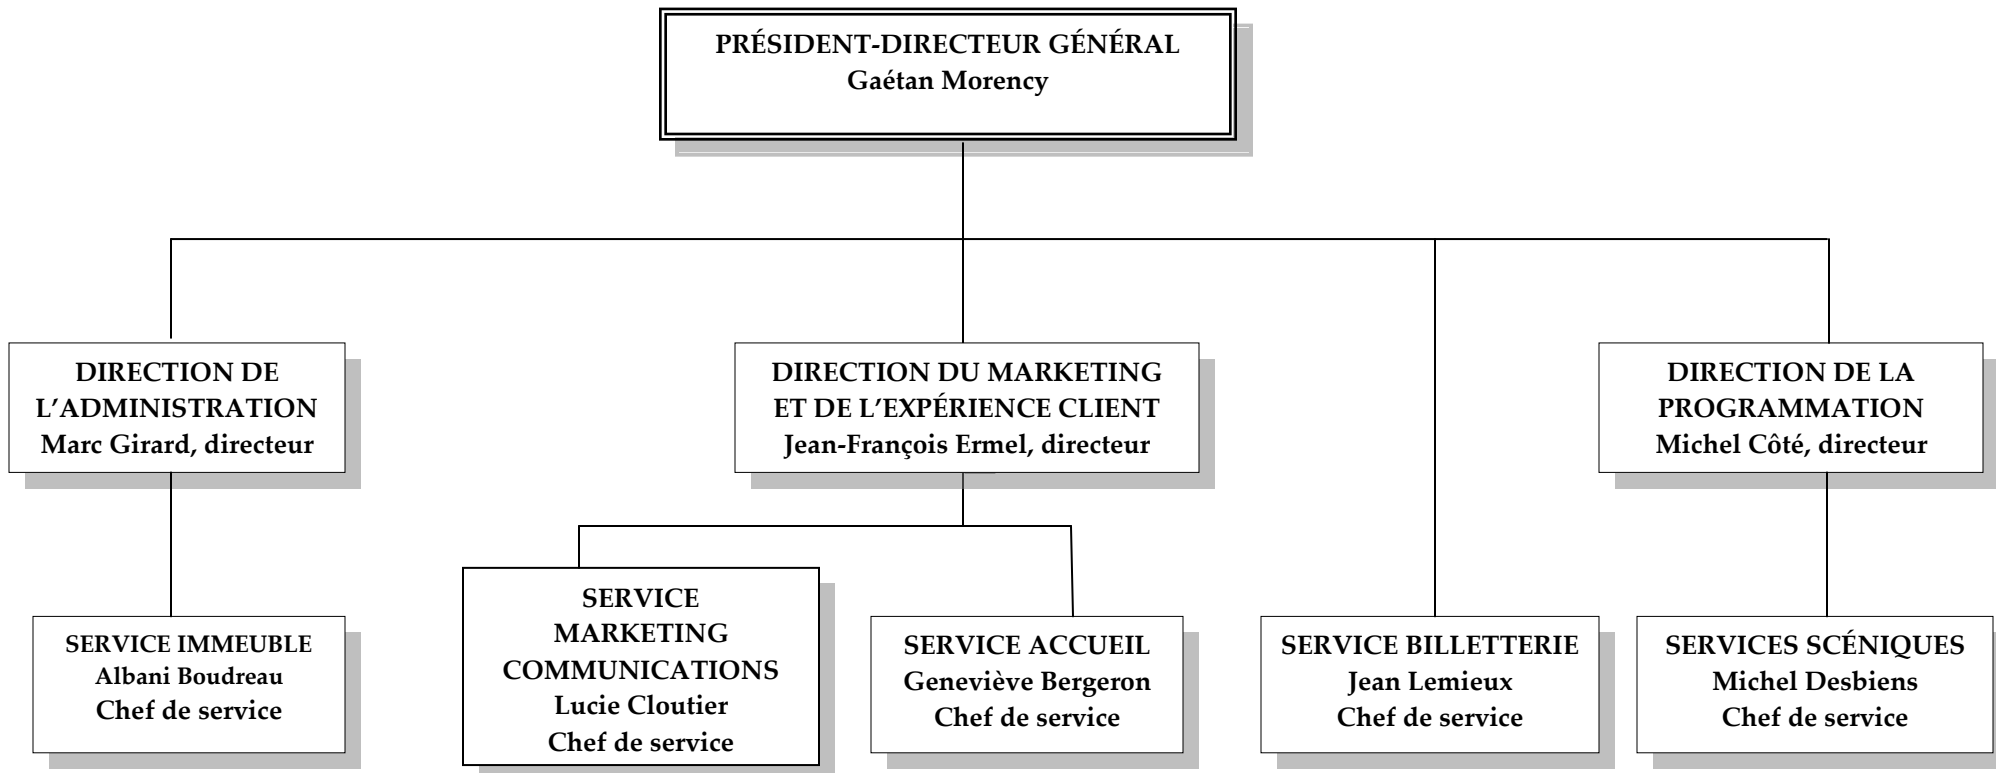 PRÉSIDENT-DIRECTEUR GÉNÉRAL
Gaétan Morency
DIRECTION DE
L’ADMINISTRATION
Marc Girard, directeur
DIRECTION DU MARKETING
ET DE L’EXPÉRIENCE CLIENT
Jean-François Ermel, directeur
DIRECTION DE LA
PROGRAMMATION
Michel Côté, directeur
SERVICE IMMEUBLE
Albani Boudreau
Chef de service
SERVICE
MARKETING
COMMUNICATIONS
Lucie Cloutier
Chef de service
SERVICE ACCUEIL
Geneviève Bergeron
Chef de service
SERVICE BILLETTERIE
Jean Lemieux
Chef de service
SERVICES SCÉNIQUES
Michel Desbiens
Chef de service